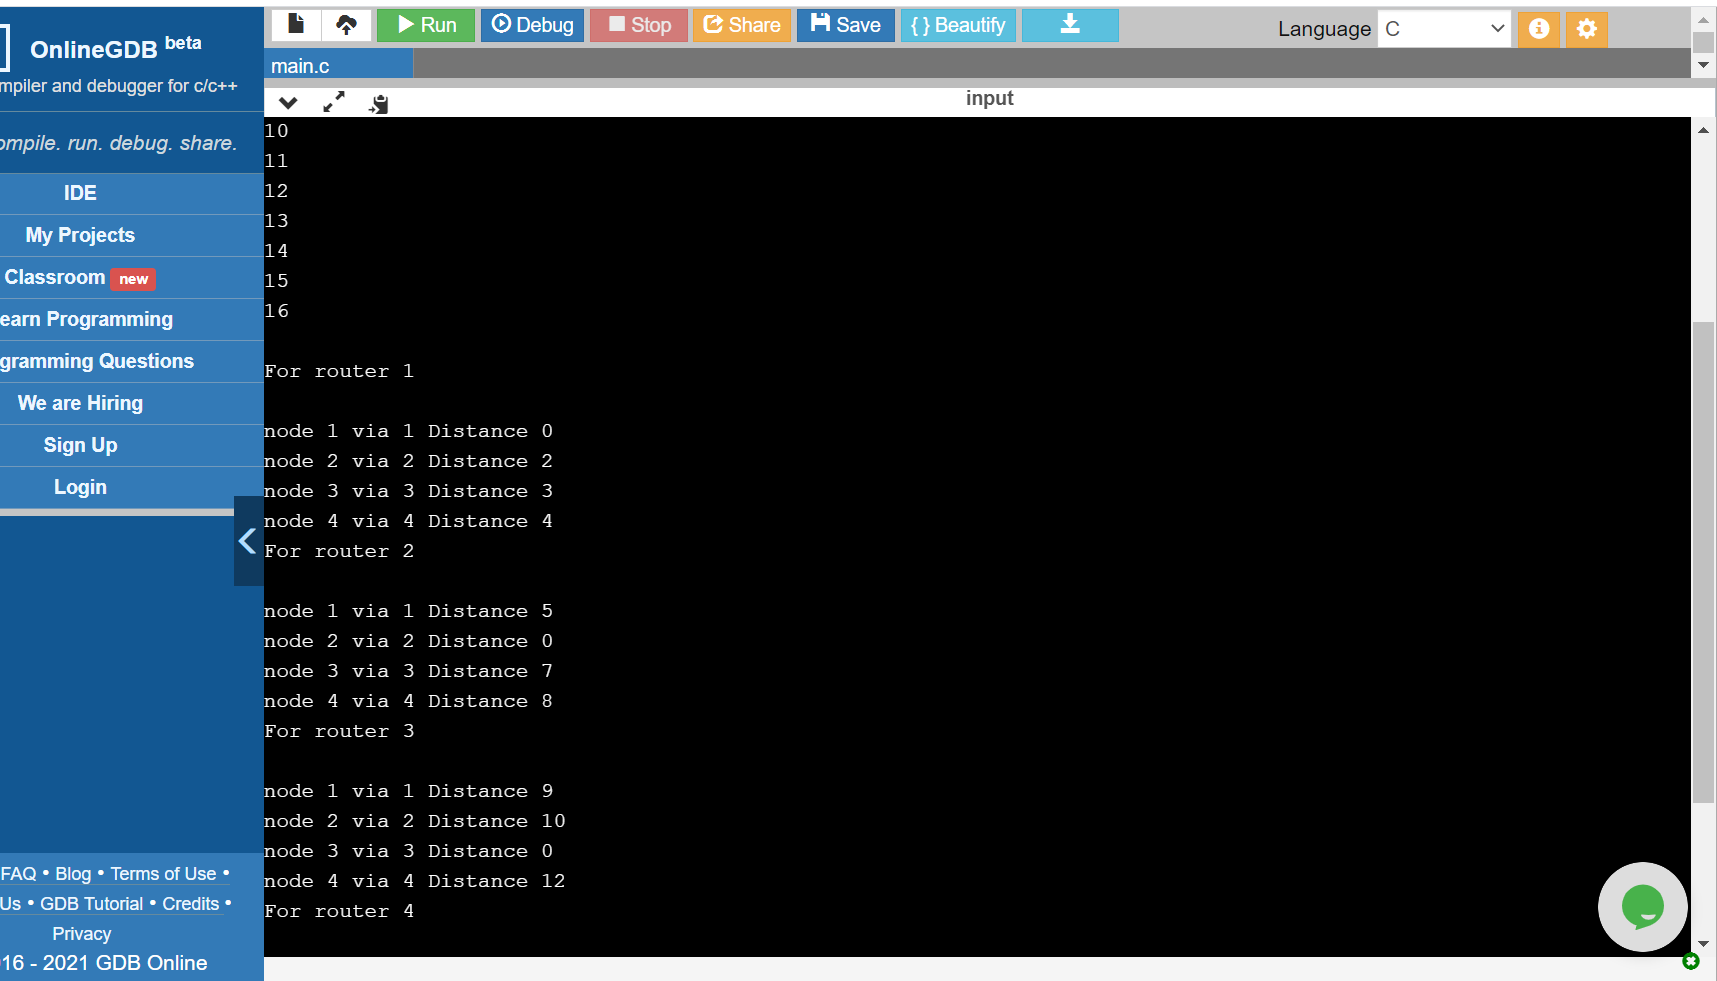 OnlineGDB beta
mpiler and debugger for c/c++
ompile. run. debug. share.
IDE
My Projects
Classroom new
earn Programming
gramming Questions
We are Hiring
Sign Up
Login
FAQ • Blog • Terms of Use •
Us • GDB Tutorial • Credits •
Privacy
16 - 2021 GDB Online
Run Debug Stop Share Save { } Beautify
Language C
main.c
input
10
11
12
13
14
15
16
For router 1
node 1 via 1 Distance 0
node 2 via 2 Distance 2
node 3 via 3 Distance 3
node 4 via 4 Distance 4
For router 2
node 1 via 1 Distance 5
node 2 via 2 Distance 0
node 3 via 3 Distance 7
node 4 via 4 Distance 8
For router 3
node 1 via 1 Distance 9
node 2 via 2 Distance 10
node 3 via 3 Distance 0
node 4 via 4 Distance 12
For router 4